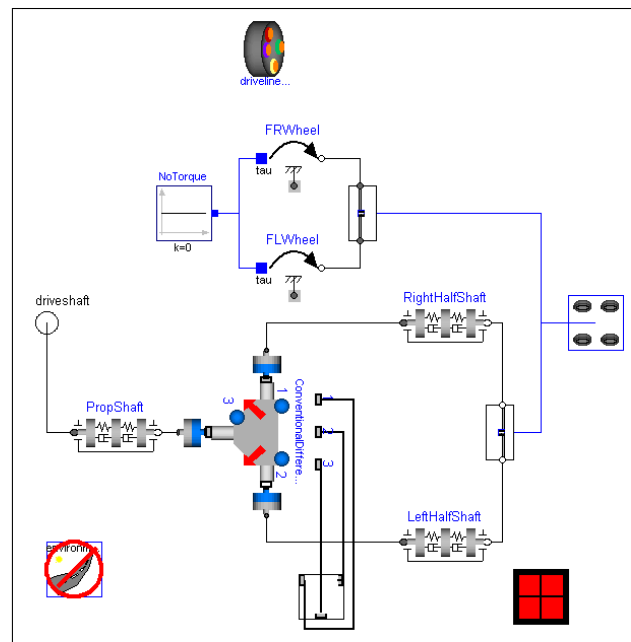 driveline...
FRWheel
tau
NoTorque
k=0
FLWheel
tau
driveshaft
RightHalfShaft
PropShaft
1
3
2
ConventionalDiffere...
1
2
3
LeftHalfShaft